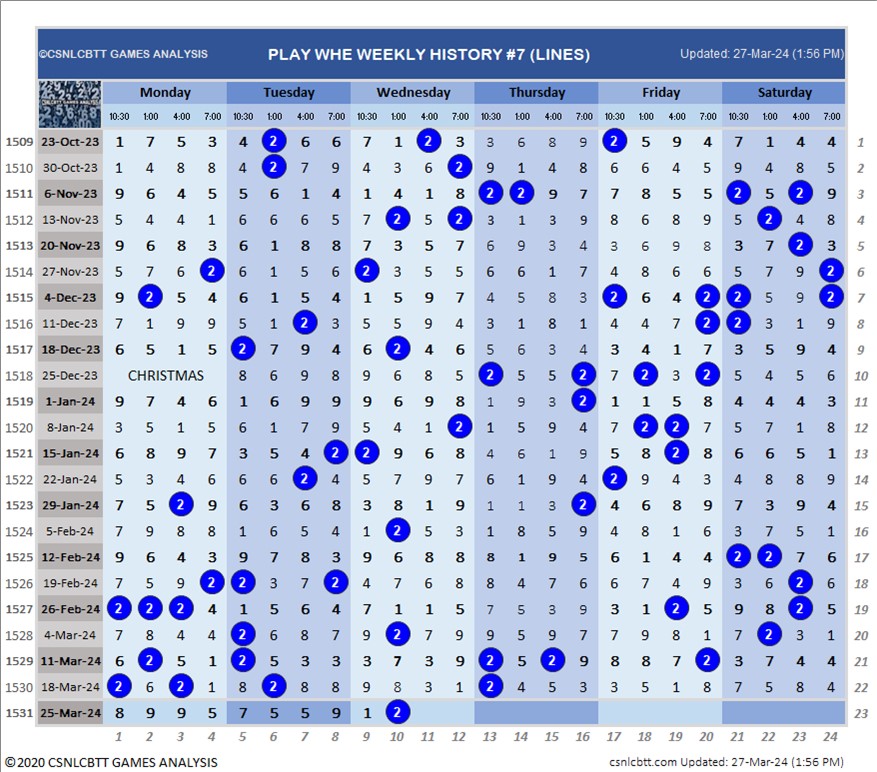 ©CSNLCBTT GAMES ANALYSIS PLAY WHE WEEKLY HISTORY #7 (LINES) Updated: 27-Mar-24 (1:56 PM)
CSNLCBTT GAMES ANALYSIS Monday Tuesday Wednesday Thursday Friday Saturday
10:30 1:00 4:00 7:00 10:30 1:00 4:00 7:00 10:30 1:00 4:00 7:00 10:30 1:00 4:00 7:00 10:30 1:00 4:00 7:00 10:30 1:00 4:00 7:00
1509 23-Oct-23 1 7 5 3 4 2 6 6 7 1 2 3 3 6 8 9 2 5 9 4 7 1 4 4 1
1510 30-Oct-23 1 4 8 8 4 2 7 9 4 3 6 2 9 1 4 8 6 6 4 5 9 4 8 5 2
1511 6-Nov-23 9 6 4 5 5 6 1 4 1 4 1 8 2 2 9 7 7 8 5 5 2 5 2 9 3
1512 13-Nov-23 5 4 4 1 6 6 6 5 7 2 5 2 3 1 3 9 8 6 8 9 5 2 4 8 4
1513 20-Nov-23 9 6 8 3 6 1 8 8 7 3 5 7 6 9 3 4 3 6 9 8 3 7 2 3 5
1514 27-Nov-23 5 7 6 2 6 1 5 6 2 3 5 5 6 6 1 7 4 8 6 6 5 7 9 2 6
1515 4-Dec-23 9 2 5 4 6 1 5 4 1 5 9 7 4 5 8 3 2 6 4 2 2 5 9 2 7
1516 11-Dec-23 7 1 9 9 5 1 2 3 5 5 9 4 3 1 8 1 4 4 7 2 2 3 1 9 8
1517 18-Dec-23 6 5 1 5 2 7 9 4 6 2 4 6 5 6 3 4 3 4 1 7 3 5 9 4 9
1518 25-Dec-23 CHRISTMAS 8 6 9 8 9 6 8 5 2 5 5 2 7 2 3 2 5 4 5 6 10
1519 1-Jan-24 9 7 4 6 1 6 9 9 9 6 9 8 1 9 3 2 1 1 5 8 4 4 4 3 11
1520 8-Jan-24 3 5 1 5 6 1 7 9 5 4 1 2 1 5 9 4 7 2 2 7 5 7 1 8 12
1521 15-Jan-24 6 8 9 7 3 5 4 2 2 9 6 8 4 6 1 9 5 8 2 8 6 6 5 1 13
1522 22-Jan-24 5 3 4 6 6 6 2 4 5 7 9 7 6 1 9 4 2 9 4 3 4 8 8 9 14
1523 29-Jan-24 7 5 2 9 6 3 6 8 3 8 1 9 1 1 3 2 4 6 8 9 7 3 9 4 15
1524 5-Feb-24 7 9 8 8 1 6 5 4 1 2 5 3 1 8 5 9 4 8 1 6 3 7 5 1 16
1525 12-Feb-24 9 6 4 3 9 7 8 3 9 6 8 8 8 1 9 5 6 1 4 4 2 2 7 6 17
1526 19-Feb-24 7 5 9 2 2 3 7 2 4 7 6 8 8 4 7 6 6 7 4 9 3 6 2 6 18
1527 26-Feb-24 2 2 2 4 1 5 6 4 7 1 1 5 7 5 3 9 3 1 2 5 9 8 2 5 19
1528 4-Mar-24 7 8 4 4 2 6 8 7 9 2 7 9 9 5 9 7 7 9 8 1 7 2 3 1 20
1529 11-Mar-24 6 2 5 1 2 5 3 3 3 7 3 9 2 5 2 9 8 8 7 2 3 7 4 4 21
1530 18-Mar-24 2 6 2 1 8 2 8 8 9 8 3 1 2 4 5 3 3 5 1 8 7 5 8 4 22
1531 25-Mar-24 8 9 9 5 7 5 5 9 1 2 23
1 2 3 4 5 6 7 8 9 10 11 12 13 14 15 16 17 18 19 20 21 22 23 24
©2020 CSNLCBTT GAMES ANALYSIS csnlcbtt.com Updated: 27-Mar-24 (1:56 PM)